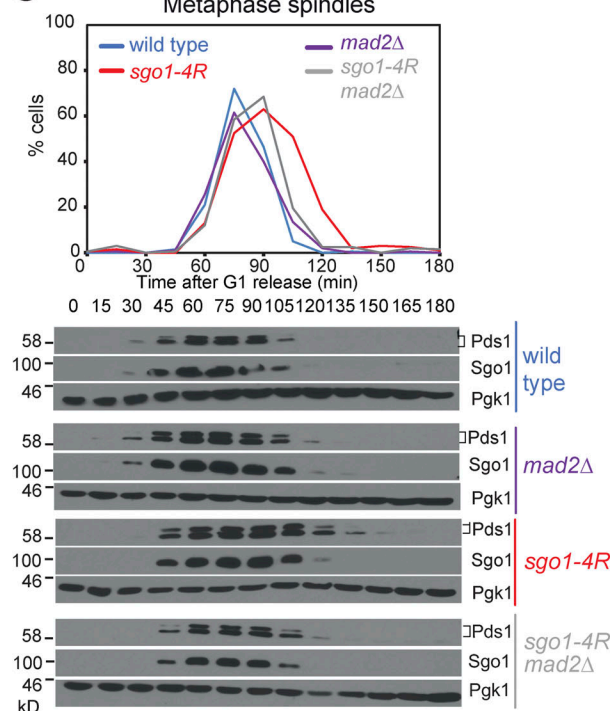 Metaphase spindles
100
80
60
40
20
0
% cells
wild type
sgo1-4R
mad2Δ
sgo1-4R
mad2Δ
0 30 60 90 120 150 180
Time after G1 release (min)
0 15 30 45 60 75 90 105 120 135 150 165 180
58 Pds1
100 Sgo1
46 Pgk1
wild
type
58 Pds1
100 Sgo1
46 Pgk1
mad2Δ
58 Pds1
100 Sgo1
46 Pgk1
sgo1-4R
58 Pds1
100 Sgo1
46 Pgk1
kD
sgo1-4R
mad2Δ